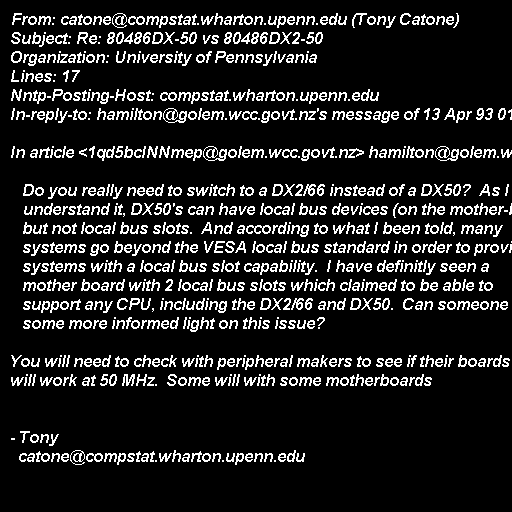 From: catone@compstat.wharton.upenn.edu (Tony Catone)
Subject: Re: 80486DX-50 vs 80486DX2-50
Organization: University of Pennsylvania
Lines: 17
Nntp-Posting-Host: compstat.wharton.upenn.edu
In-reply-to: hamilton@golem.wcc.govt.nz's message of 13 Apr 93 01
In article <1qd5bcINNmep@golem.wcc.govt.nz> hamilton@golem.w
Do you really need to switch to a DX2/66 instead of a DX50? As I
understand it, DX50's can have local bus devices (on the mother-b
but not local bus slots. And according to what I been told, many
systems go beyond the VESA local bus standard in order to provi
systems with a local bus slot capability. I have definitly seen a
mother board with 2 local bus slots which claimed to be able to
support any CPU, including the DX2/66 and DX50. Can someone
some more informed light on this issue?
You will need to check with peripheral makers to see if their boards
will work at 50 MHz. Some will with some motherboards
- Tony
catone@compstat.wharton.upenn.edu